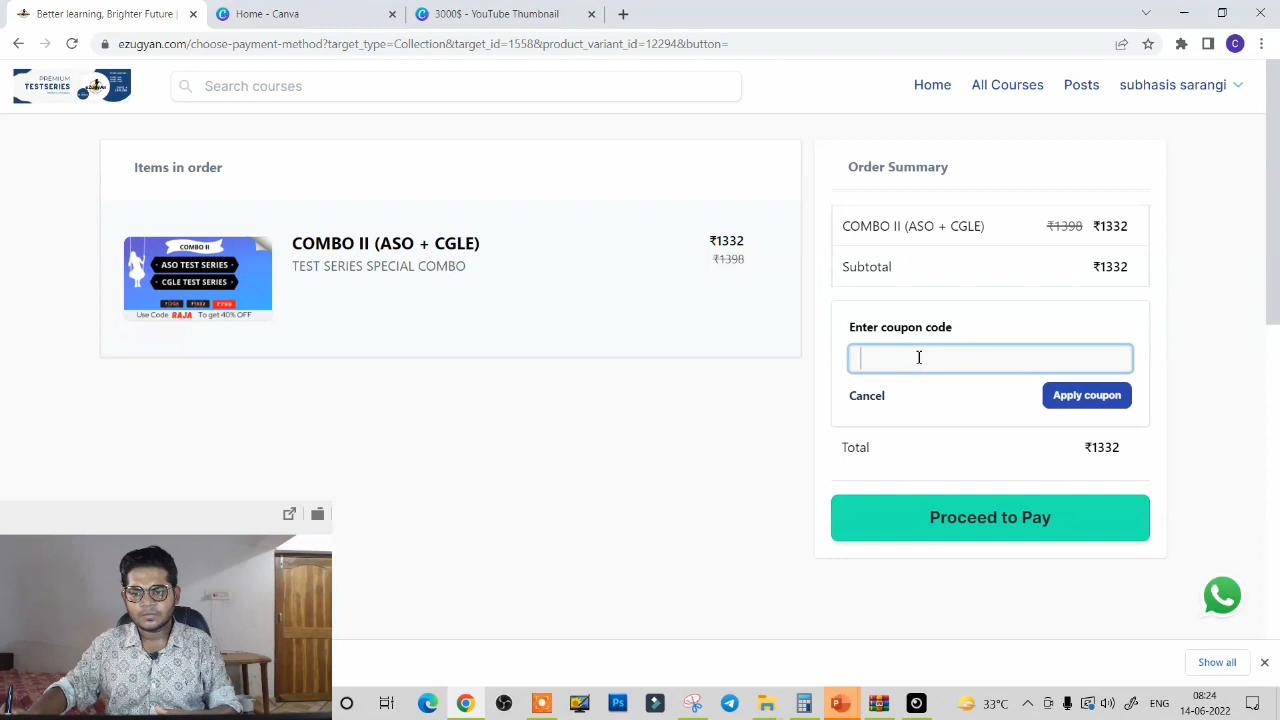 Better learning. Better r
Home - Canva
3000$ - YouTube Thumbnail
ezugyan.com/choose-payment-method?target_type=Collection&target_id=1558&product_variant_id=12294&button=
C
PREMIUM
TESTSERIES
Search courses
Home
All Courses
Posts
subhasis sarangi
Items in order
COMBO II
ASO TEST SERIES
CGLE TEST SERIES
₹1398 ₹1332 ₹799
Use Code RAJA To get 40% OFF
COMBO II (ASO + CGLE)
TEST SERIES SPECIAL COMBO
₹1332
₹1398
Order Summary
COMBO II (ASO + CGLE) ₹1398 ₹1332
Subtotal ₹1332
Enter coupon code
Cancel
Apply coupon
Total ₹1332
Proceed to Pay
Show all
33°C
ENG
08:24
14-06-2022